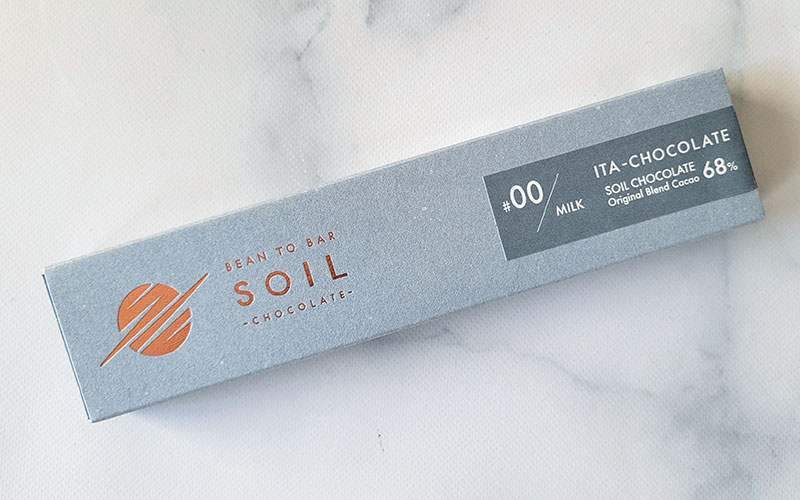 BEAN TO BAR
SOIL
-CHOCOLATE-
#00 / MILK
ITA-CHOCOLATE
SOIL CHOCOLATE
Original Blend Cacao 68%